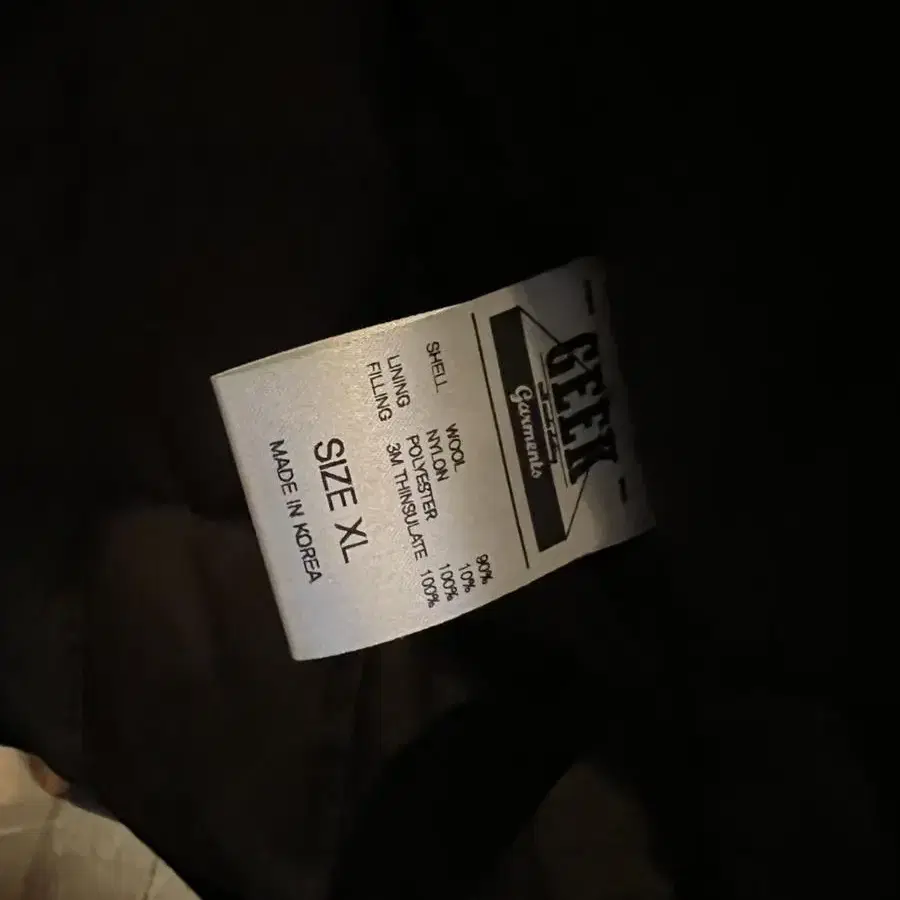 GEEK
Garments
SHELL WOOL 90%
NYLON 10%
LINING POLYESTER 100%
FILLING 3M THINSULATE 100%
SIZE XL
MADE IN KOREA